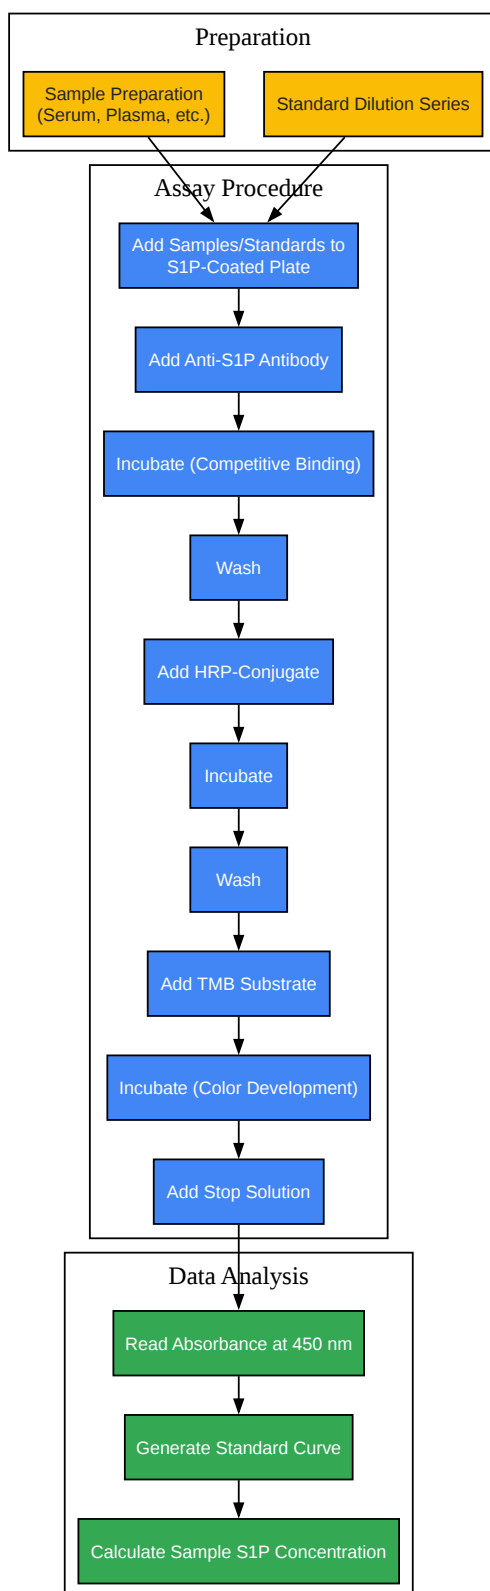 Preparation
Sample Preparation
(Serum, Plasma, etc.)
Standard Dilution Series
Assay Procedure
Add Samples/Standards to
S1P-Coated Plate
Add Anti-S1P Antibody
Incubate (Competitive Binding)
Wash
Add HRP-Conjugate
Incubate
Wash
Add TMB Substrate
Incubate (Color Development)
Add Stop Solution
Data Analysis
Read Absorbance at 450 nm
Generate Standard Curve
Calculate Sample S1P Concentration